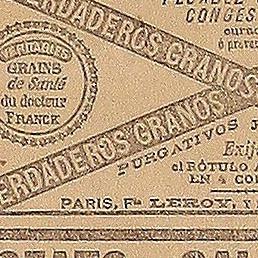 CONGES
VERDADEROS GRANOS
VÉRITABLES
GRAINS
de Santé
du docteur
FRANCK
VERDADEROS GRANOS
PURGATIVOS
Exij
el RÓTULO
EN 4 CO
PARIS, Fᵃ LEROY, Y